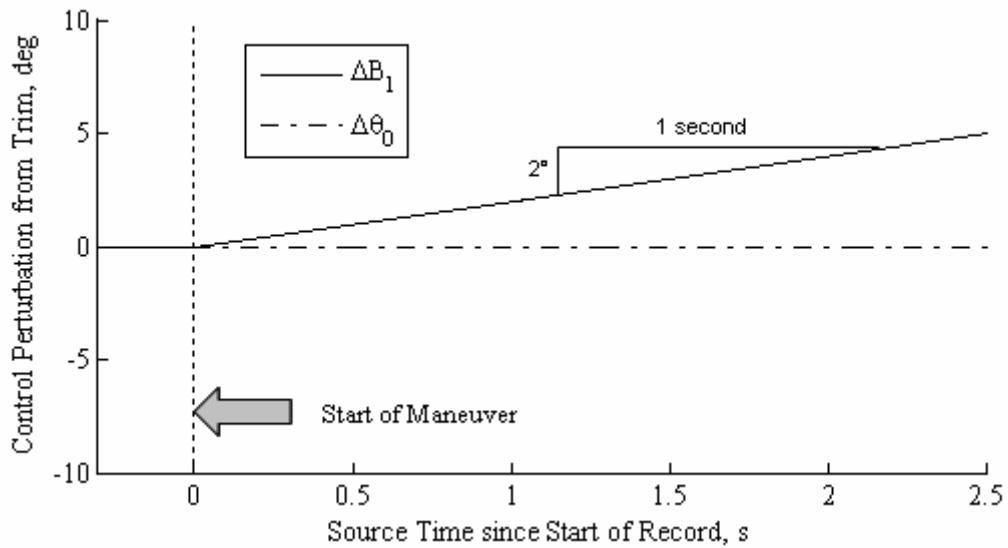 Control Perturbation from Trim, deg
10
5
0
-5
-10
ΔB₁
Δθ₀
1 second
2°
Start of Maneuver
0
0.5
1
1.5
2
2.5
Source Time since Start of Record, s